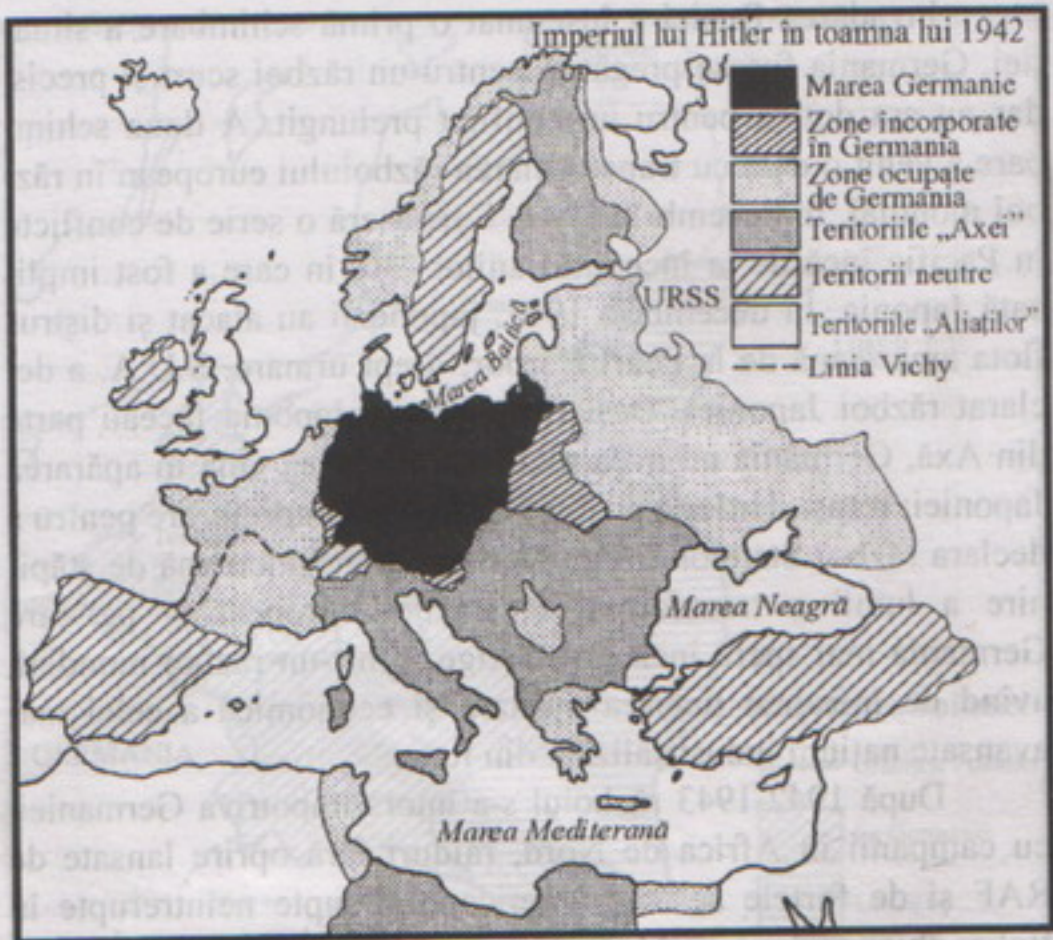 Imperiul lui Hitler în toamna lui 1942
Marea Germanie
Zone încorporate
în Germania
Zone ocupate
de Germania
Teritoriile „Axei”
Teritorii neutre
Teritoriile „Aliaților”
Linia Vichy
URSS
Marea Baltică
Marea Neagră
Marea Mediterană